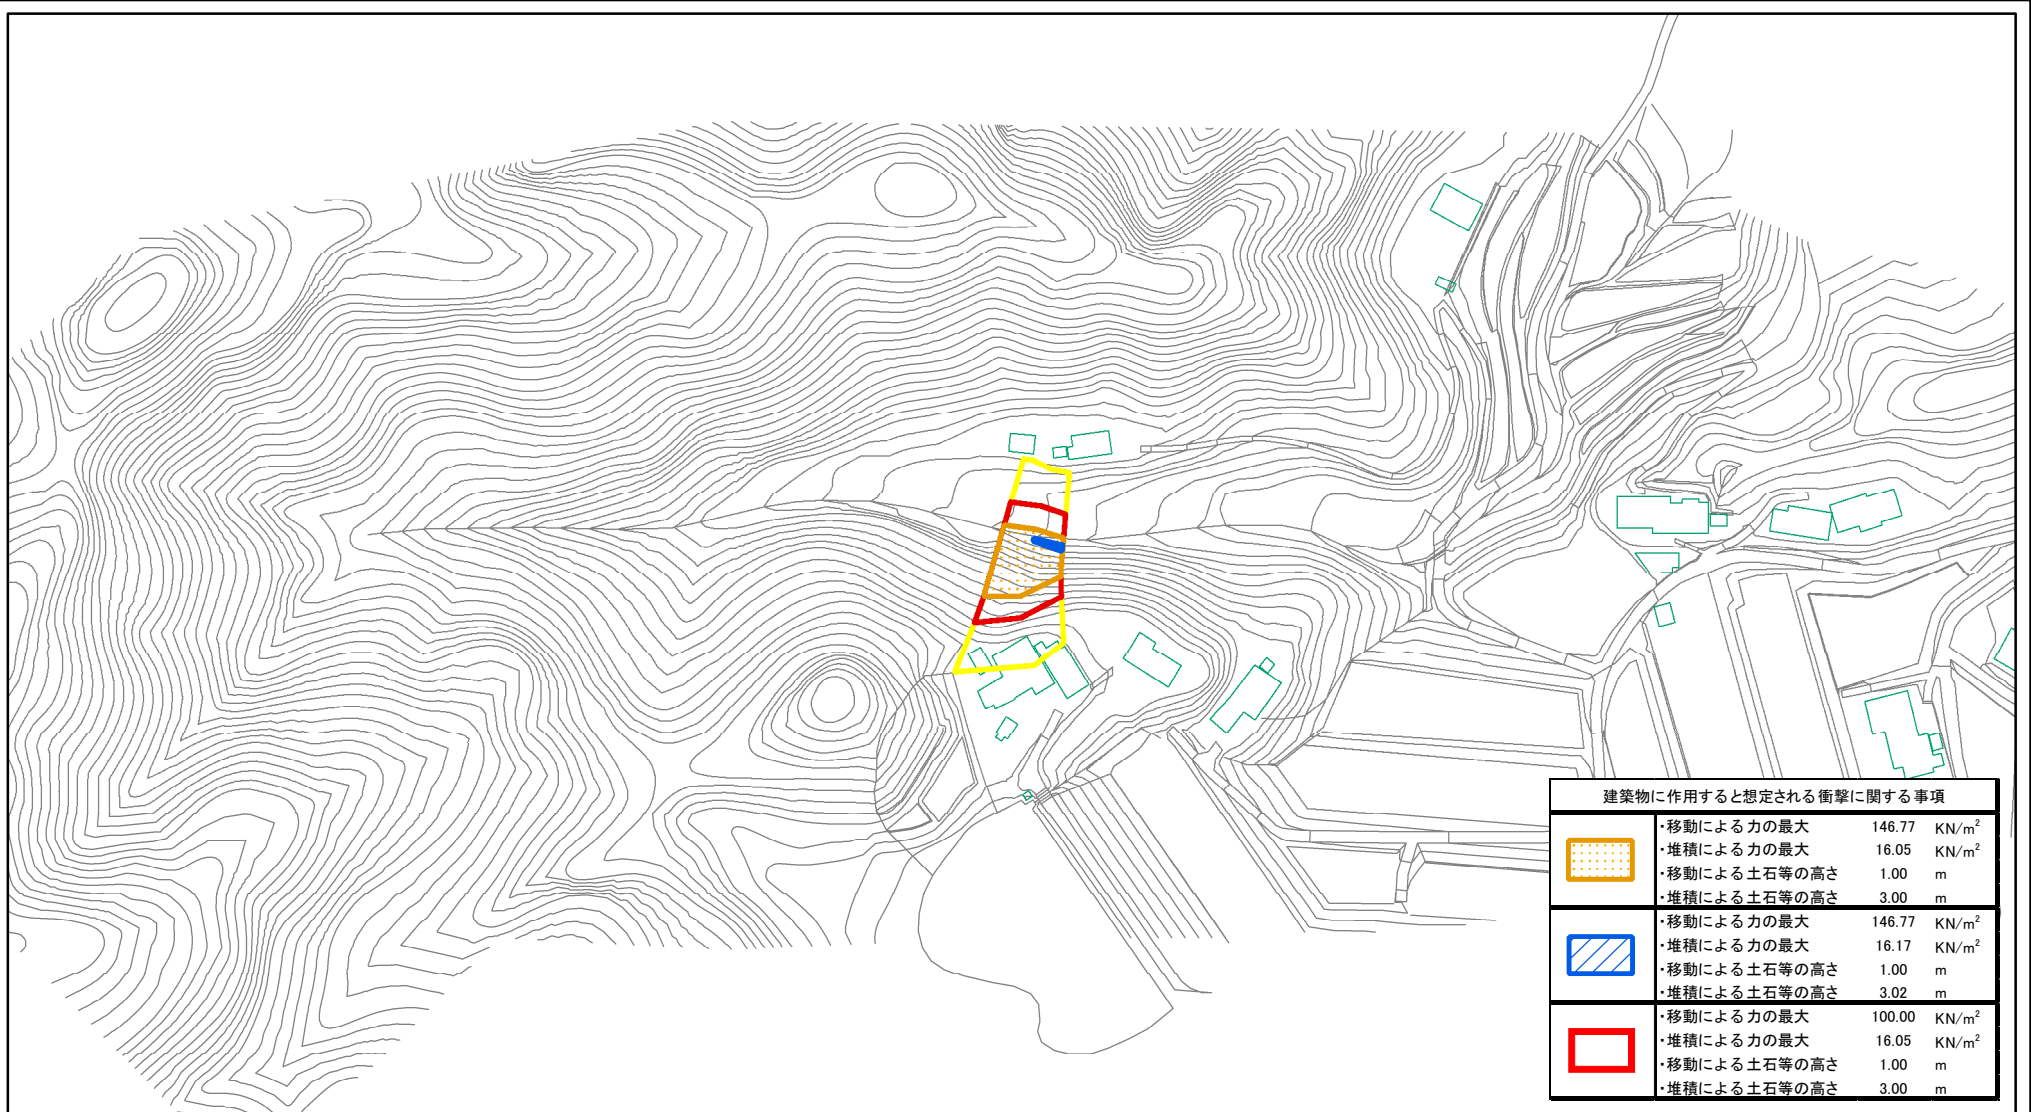 建築物に作用すると想定される衝撃に関する事項
・移動による力の最大 146.77 KN/m²
・堆積による力の最大 16.05 KN/m²
・移動による土石等の高さ 1.00 m
・堆積による土石等の高さ 3.00 m
・移動による力の最大 146.77 KN/m²
・堆積による力の最大 16.17 KN/m²
・移動による土石等の高さ 1.00 m
・堆積による土石等の高さ 3.02 m
・移動による力の最大 100.00 KN/m²
・堆積による力の最大 16.05 KN/m²
・移動による土石等の高さ 1.00 m
・堆積による土石等の高さ 3.00 m